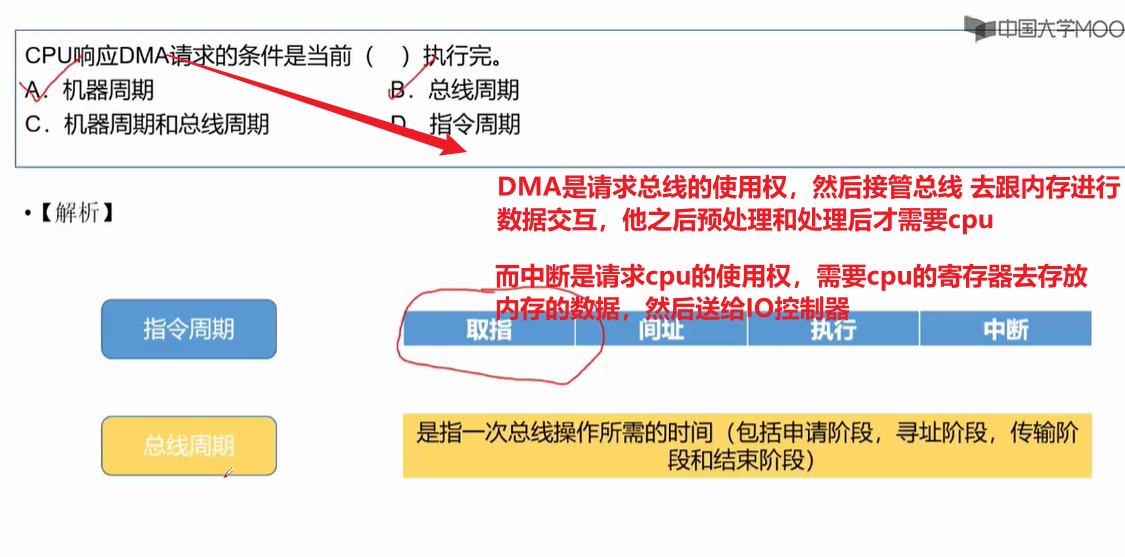 中国大学MOO
CPU响应DMA请求的条件是当前（ ）执行完。
A．机器周期 B．总线周期
C．机器周期和总线周期 D．指令周期
DMA是请求总线的使用权，然后接管总线 去跟内存进行
数据交互，他之后预处理和处理后才需要cpu
•【解析】
而中断是请求cpu的使用权，需要cpu的寄存器去存放
内存的数据，然后送给IO控制器
指令周期 取指 间址 执行 中断
总线周期
是指一次总线操作所需的时间（包括申请阶段，寻址阶段，传输阶
段和结束阶段）